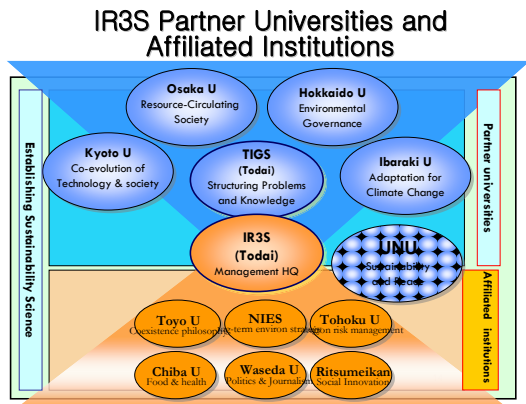 IR3S Partner Universities and
Affiliated Institutions
Establishing Sustainability Science
Osaka U
Resource-Circulating
Society
Hokkaido U
Environmental
Governance
Kyoto U
Co-evolution of
Technology & society
TIGS
(Todai)
Structuring Problems
and Knowledge
Ibaraki U
Adaptation for
Climate Change
Partner universities
IR3S
(Todai)
Management HQ
UNU
Sustainability
and
Affiliated institutions
Toyo U
Coexistence philosophy
NIES
environ
Tohoku U
risk management
Chiba U
Food & health
Waseda U
Politics & Journalism
Ritsumeikan
Social Innovation